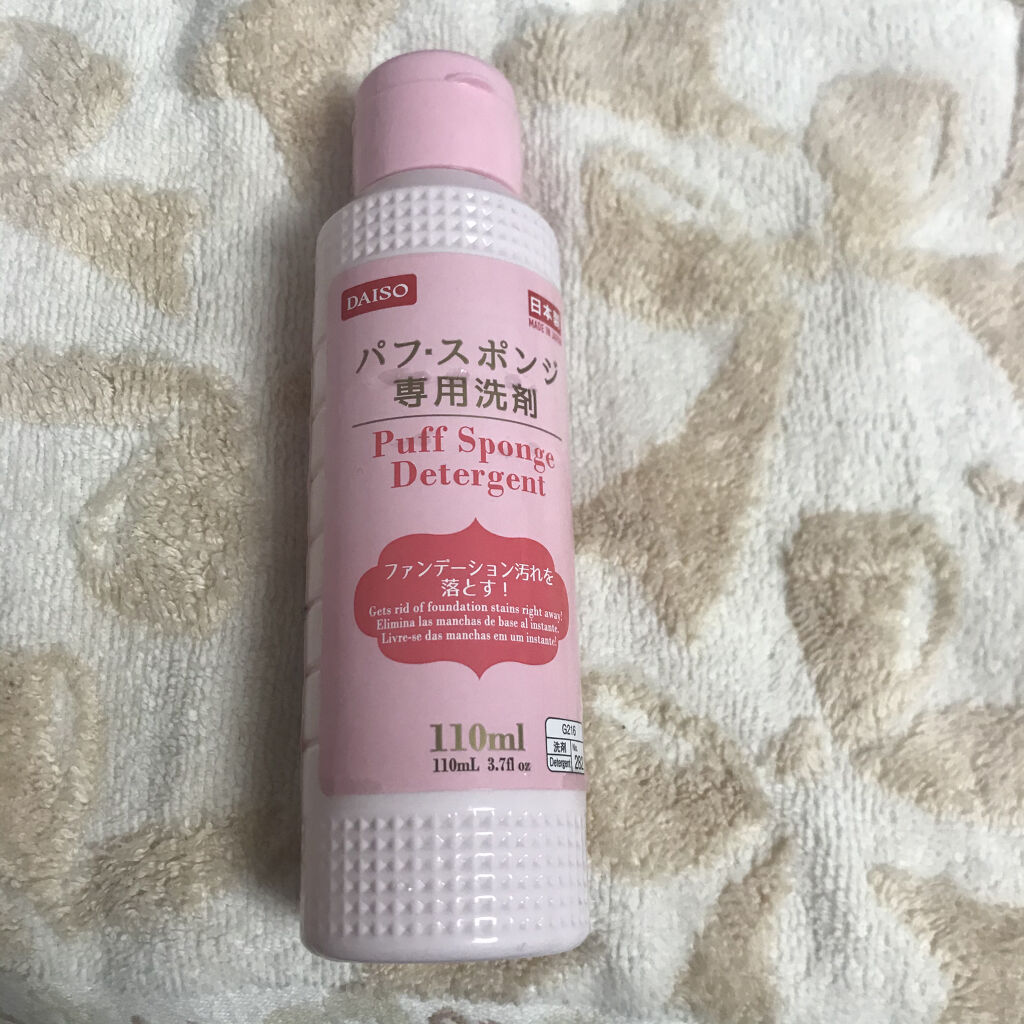 DAISO
日本製
MADE IN JAPAN
パフ・スポンジ
専用洗剤
Puff Sponge
Detergent
ファンデーション汚れを
落とす！
Gets rid of foundation stains right away!
Elimina las manchas de base al instante.
Livre-se das manchas em um instante!
110ml
110mL 3.7fl oz
G216
洗剤 No.
Detergent 282